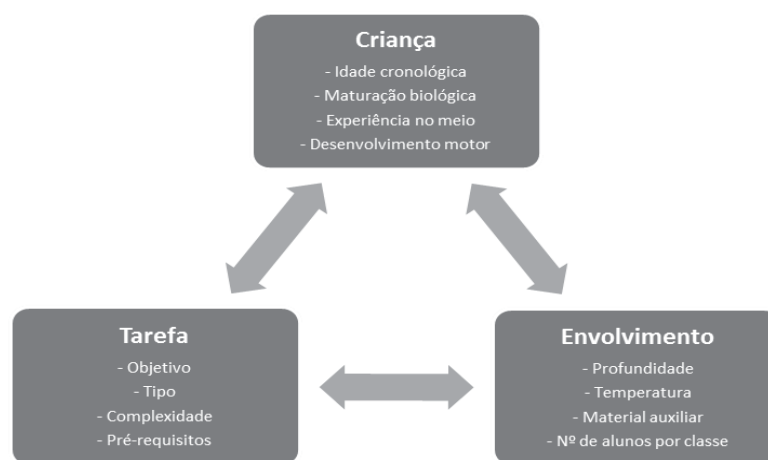 Criança
- Idade cronológica
- Maturação biológica
- Experiência no meio
- Desenvolvimento motor
Tarefa
- Objetivo
- Tipo
- Complexidade
- Pré-requisitos
Envolvimento
- Profundidade
- Temperatura
- Material auxiliar
- Nº de alunos por classe